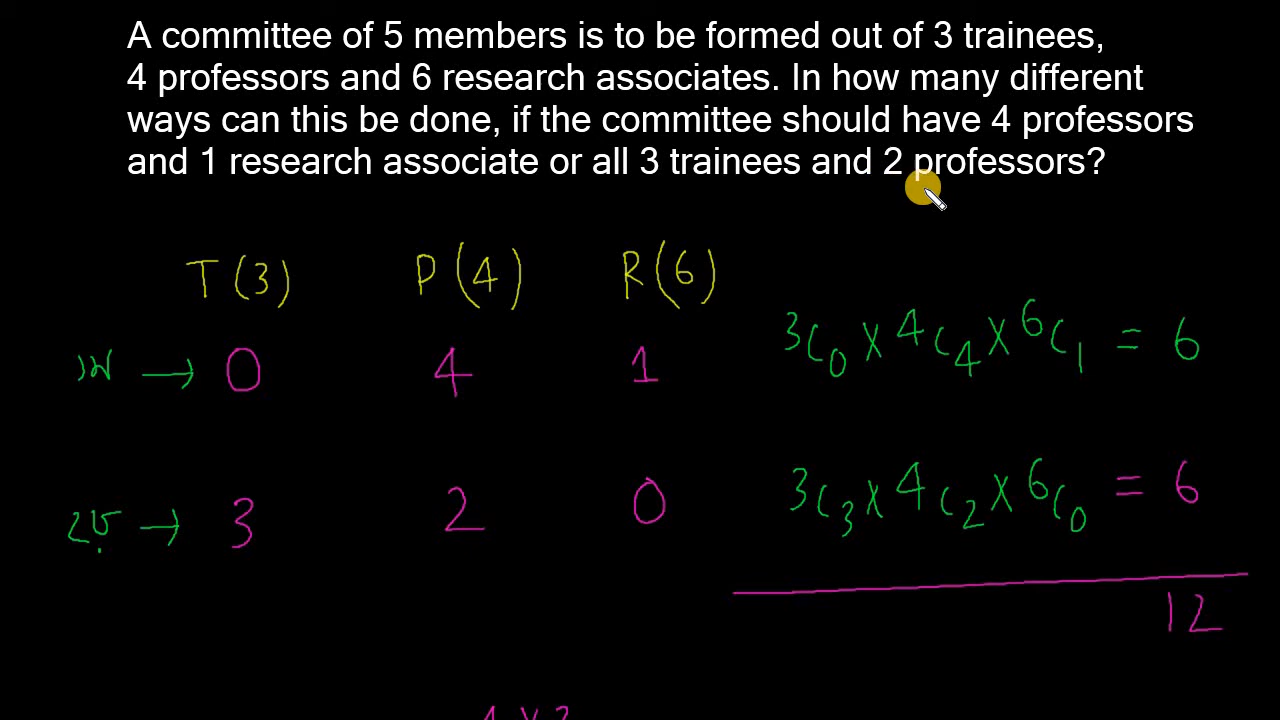 A committee of 5 members is to be formed out of 3 trainees,
4 professors and 6 research associates. In how many different
ways can this be done, if the committee should have 4 professors
and 1 research associate or all 3 trainees and 2 professors?
T(3) P(4) R(6)
→ 0 4 1 ³C₀ × ⁴C₄ × ⁶C₁ = 6
→ 3 2 0 ³C₃ × ⁴C₂ × ⁶C₀ = 6
12